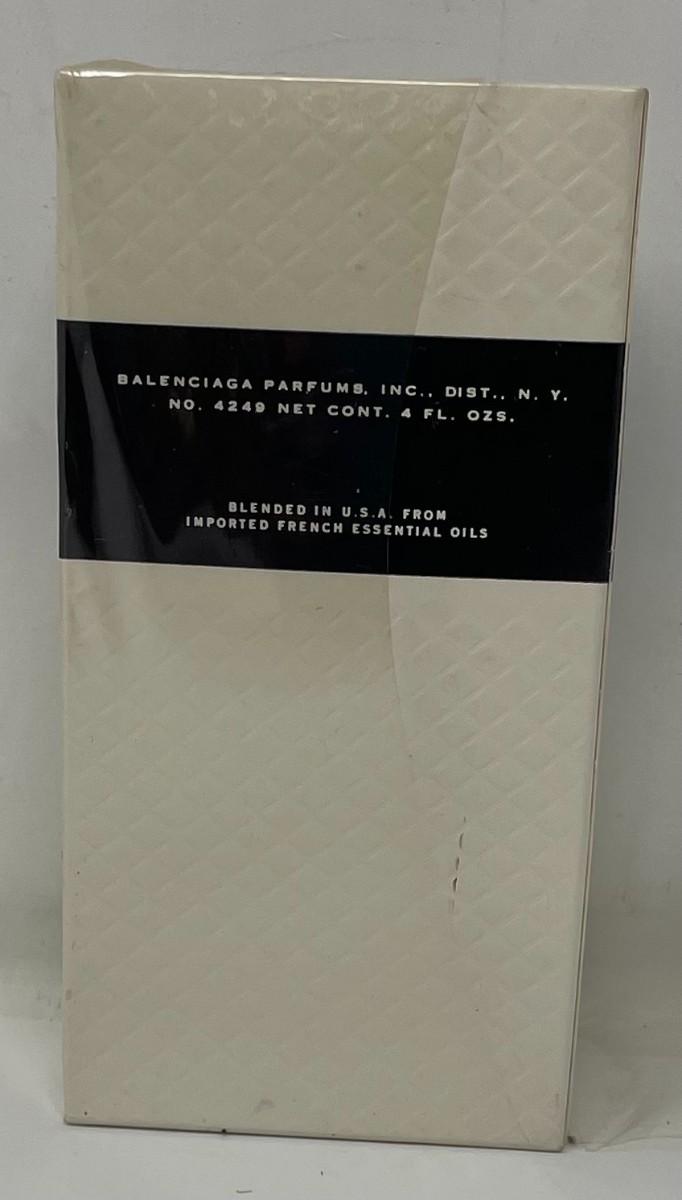 BALENCIAGA PARFUMS, INC., DIST., N. Y.
NO. 4249 NET CONT. 4 FL. OZS.
BLENDED IN U.S.A. FROM
IMPORTED FRENCH ESSENTIAL OILS